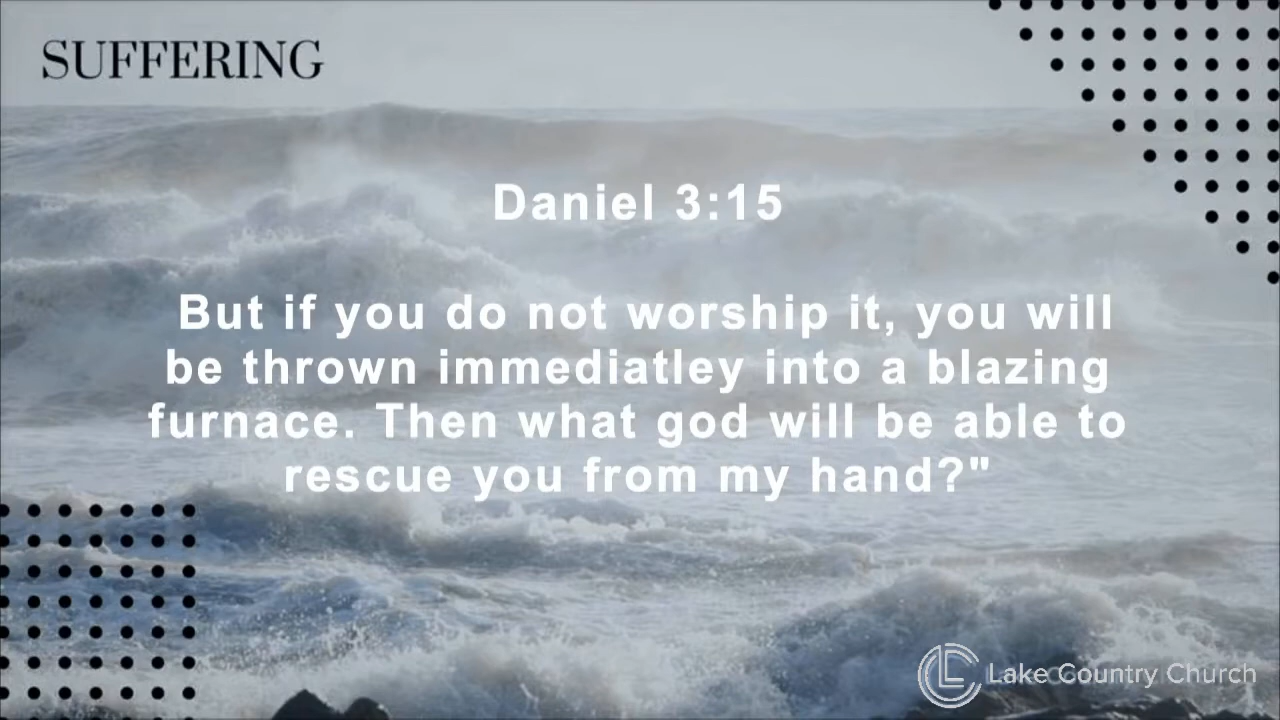 SUFFERING
Daniel 3:15
But if you do not worship it, you will
be thrown immediatley into a blazing
furnace. Then what god will be able to
rescue you from my hand?"
Lake Country Church